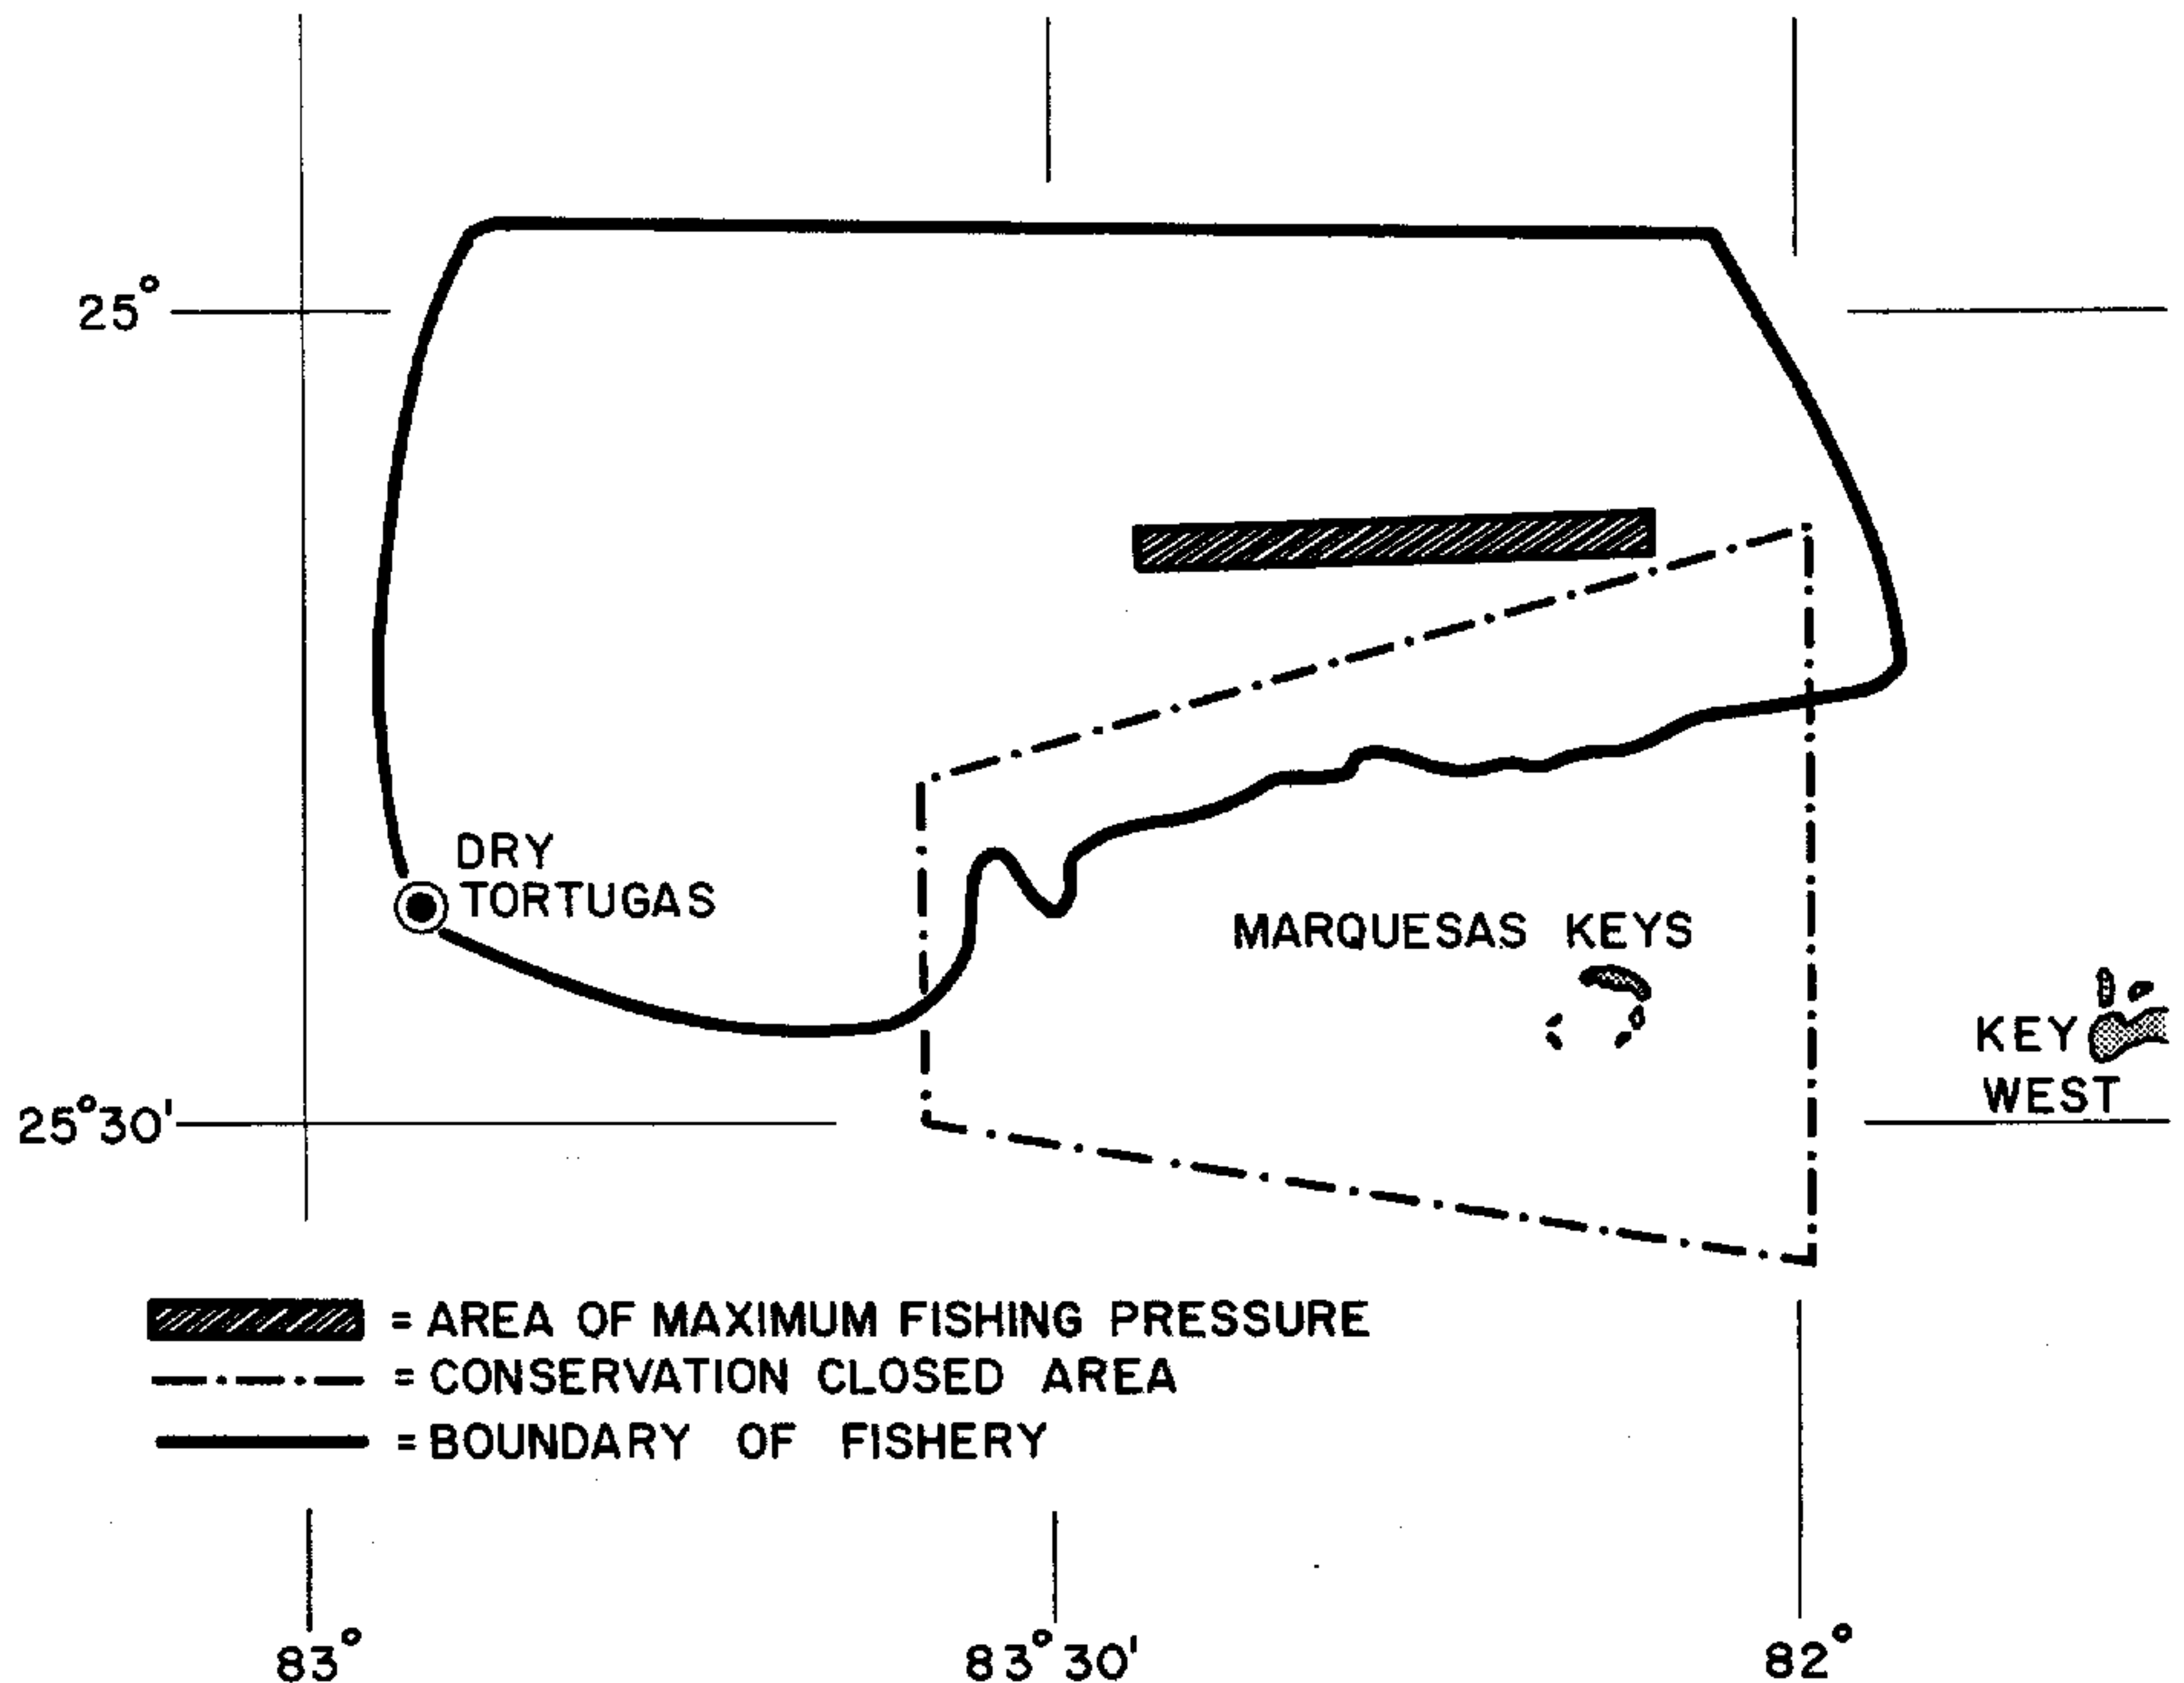 25°
DRY
TORTUGAS
MARQUESAS KEYS
KEY
WEST
25°30'
= AREA OF MAXIMUM FISHING PRESSURE
= CONSERVATION CLOSED AREA
= BOUNDARY OF FISHERY
83°
83°30'
82°